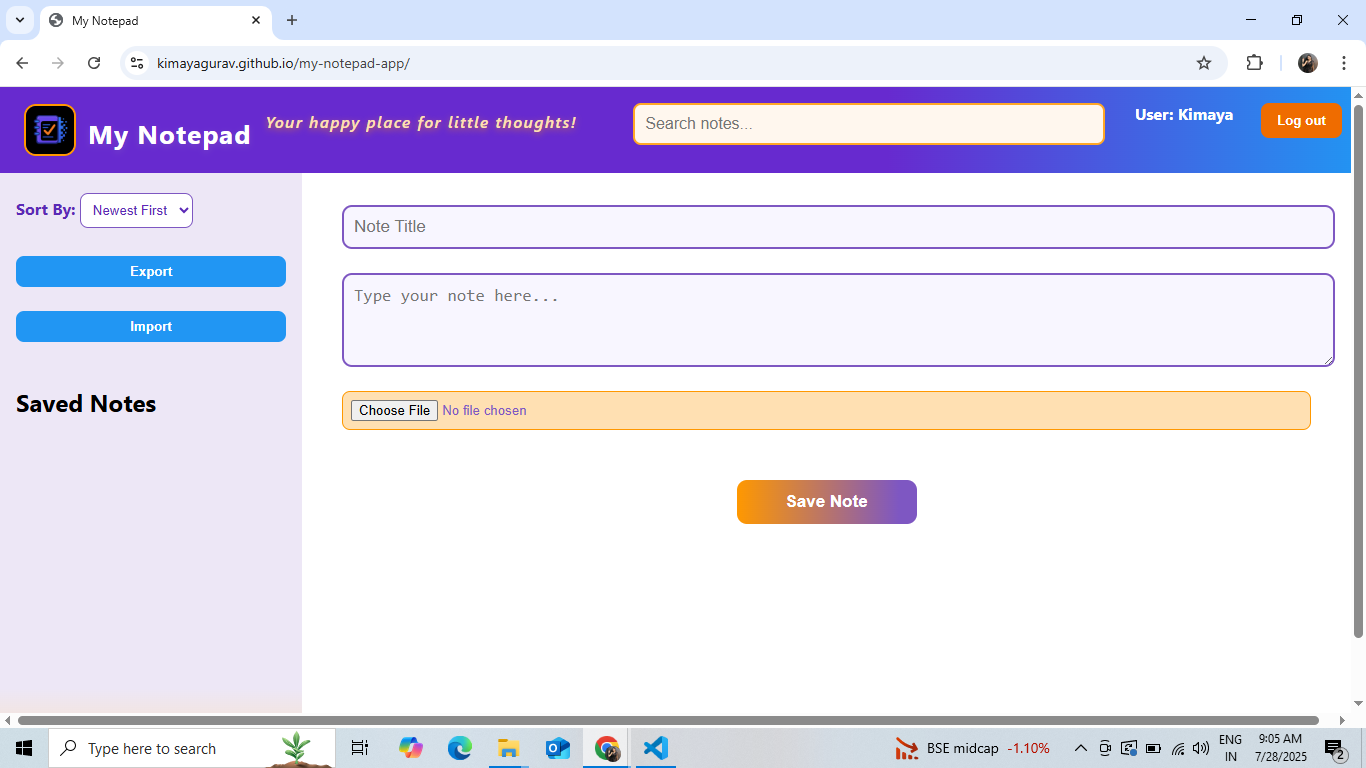 My Notepad
kimayagurav.github.io/my-notepad-app/
My Notepad
Your happy place for little thoughts!
Search notes...
User: Kimaya
Log out
Sort By:
Newest First
Export
Import
Saved Notes
Note Title
Type your note here...
Choose File No file chosen
Save Note
Type here to search
BSE midcap -1.10%
ENG
IN
9:05 AM
7/28/2025
2